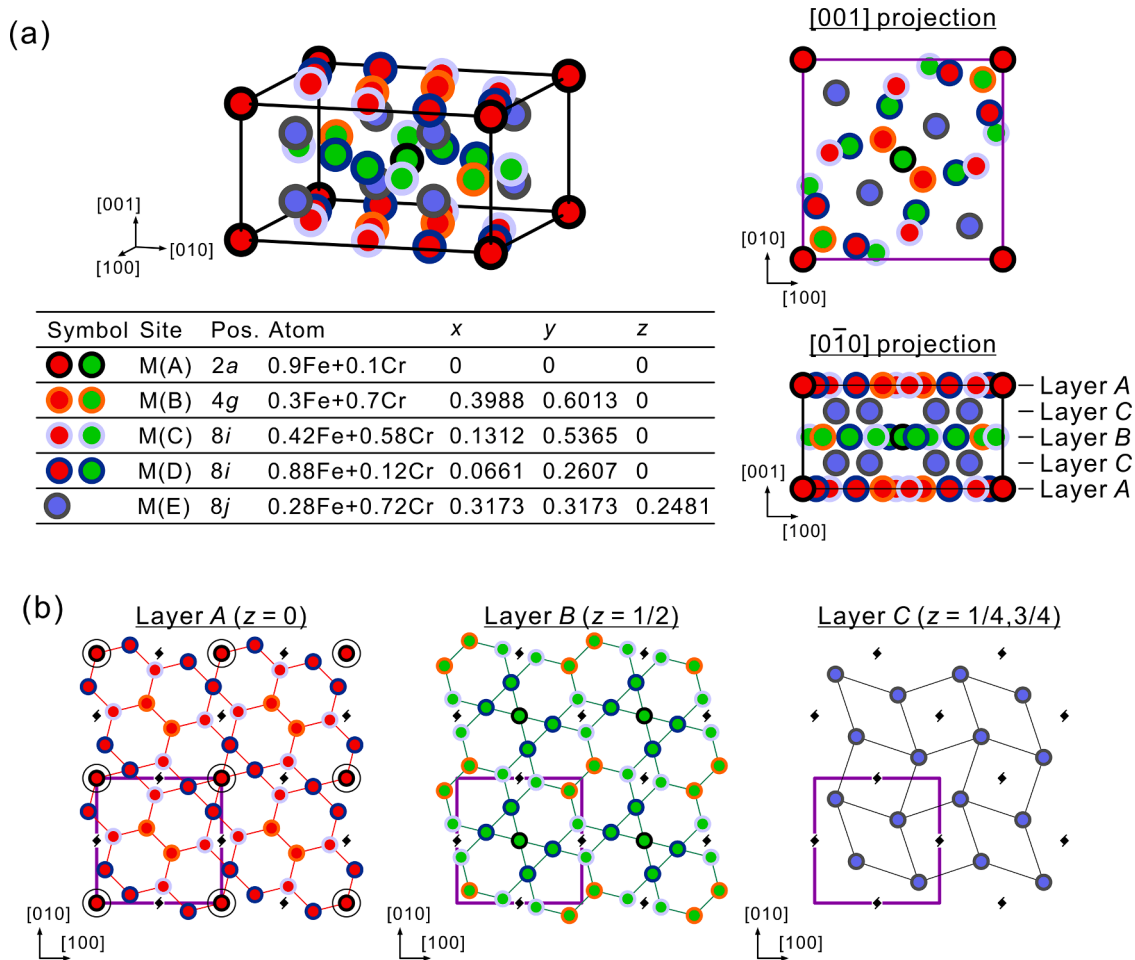 (a)
[001] projection
[001]
[010]
[100]
[010]
[100]
Symbol Site Pos. Atom x y z
M(A) 2a 0.9Fe+0.1Cr 0 0 0
M(B) 4g 0.3Fe+0.7Cr 0.3988 0.6013 0
M(C) 8i 0.42Fe+0.58Cr 0.1312 0.5365 0
M(D) 8i 0.88Fe+0.12Cr 0.0661 0.2607 0
M(E) 8j 0.28Fe+0.72Cr 0.3173 0.3173 0.2481
[01̅0] projection
Layer A
Layer C
Layer B
Layer C
Layer A
[001]
[100]
(b)
Layer A (z = 0)
Layer B (z = 1/2)
Layer C (z = 1/4,3/4)
[010]
[100]
[010]
[100]
[010]
[100]